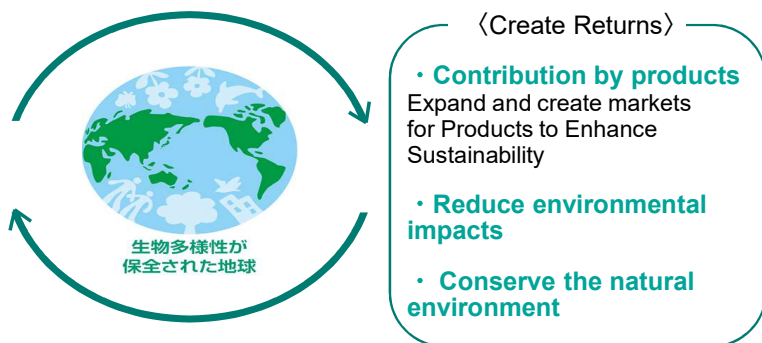 生物多様性が
保全された地球
〈Create Returns〉
・Contribution by products
Expand and create markets
for Products to Enhance
Sustainability
・Reduce environmental
impacts
・ Conserve the natural
environment